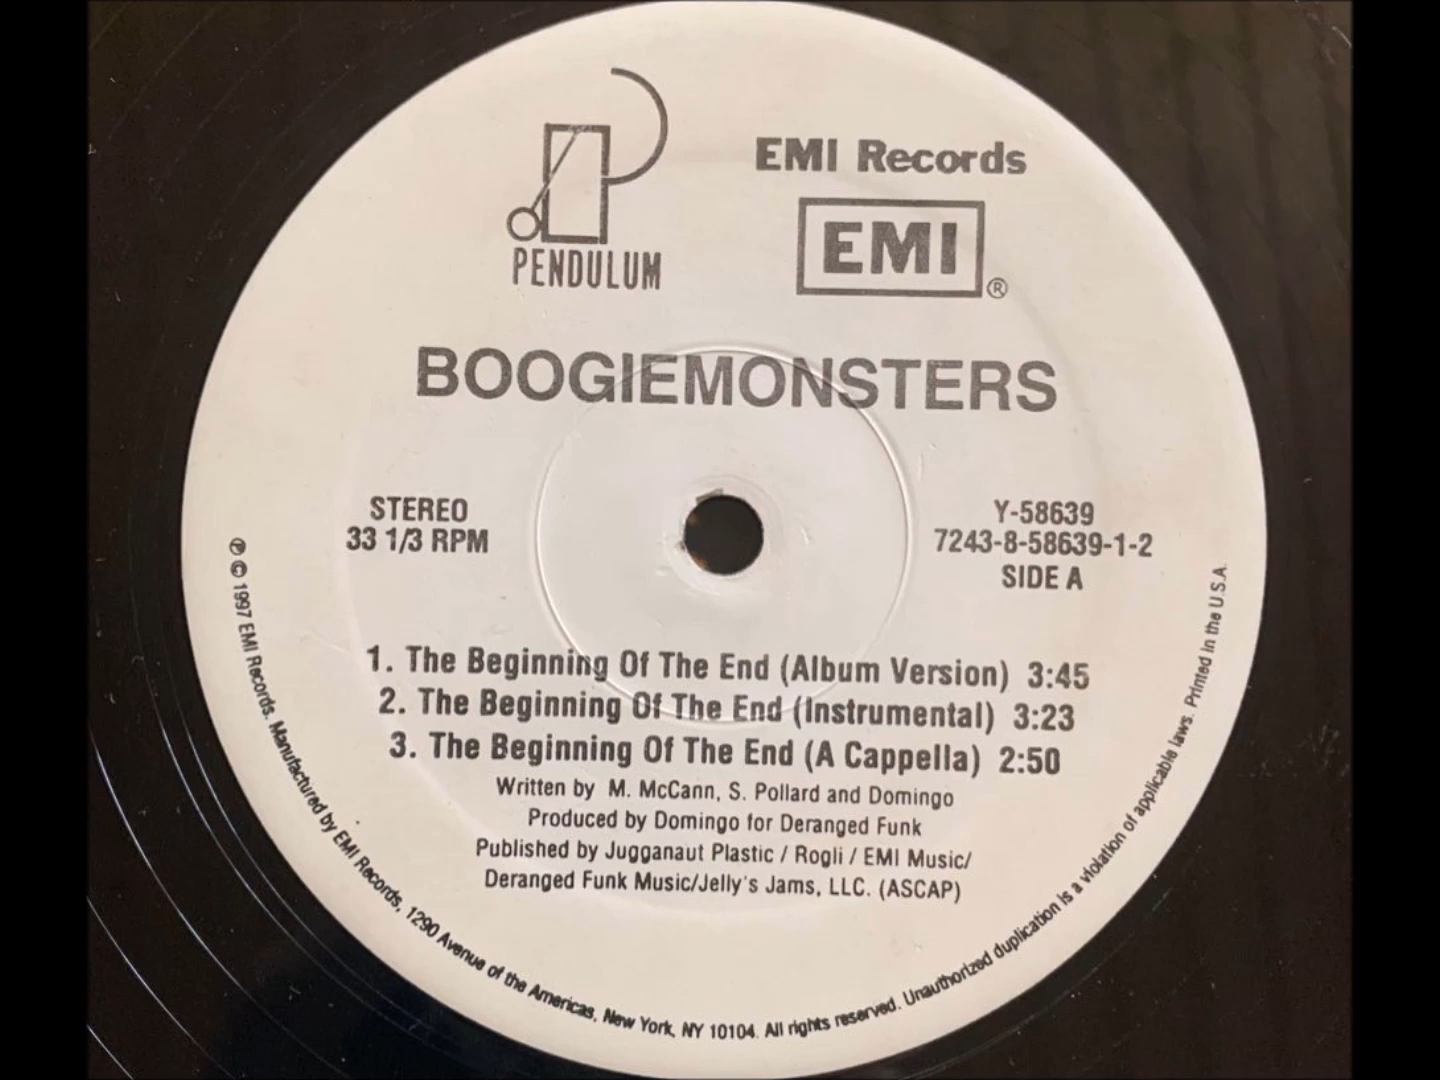 PENDULUM
EMI Records
EMI®
BOOGIEMONSTERS
STEREO
33 1/3 RPM
Y-58639
7243-8-58639-1-2
SIDE A
1. The Beginning Of The End (Album Version) 3:45
2. The Beginning Of The End (Instrumental) 3:23
3. The Beginning Of The End (A Cappella) 2:50
Written by M. McCann, S. Pollard and Domingo
Produced by Domingo for Deranged Funk
Published by Jugganaut Plastic / Rogli / EMI Music/
Deranged Funk Music/Jelly's Jams, LLC. (ASCAP)
℗ © 1997 EMI Records. Manufactured by EMI Records, 1290 Avenue of the Americas, New York, NY 10104. All rights reserved. Unauthorized duplication is a violation of applicable laws. Printed in the U.S.A.